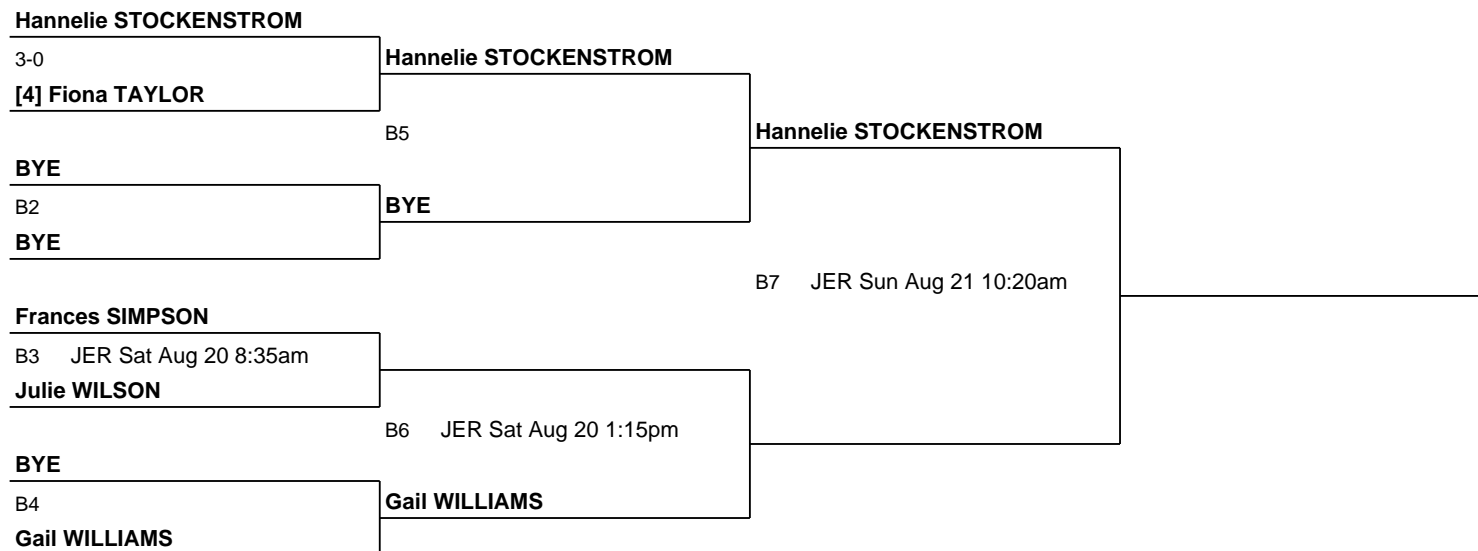 Hannelie STOCKENSTROM
3-0
Hannelie STOCKENSTROM
[4] Fiona TAYLOR
B5
Hannelie STOCKENSTROM
BYE
B2
BYE
BYE
B7 JER Sun Aug 21 10:20am
Frances SIMPSON
B3 JER Sat Aug 20 8:35am
Julie WILSON
B6 JER Sat Aug 20 1:15pm
BYE
B4
Gail WILLIAMS
Gail WILLIAMS